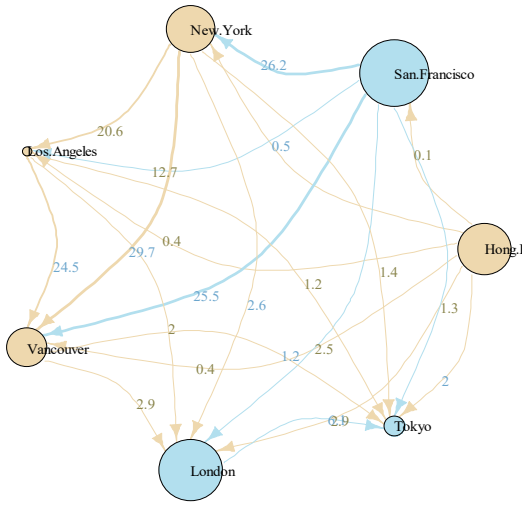 New.York
26.2
San.Francisco
20.6
0.5
Los.Angeles
0.1
12.7
0.4
29.7
Hong.
24.5
1.4
1.2
25.5
2.6
1.3
2
Vancouver
1.2
2.5
0.4
2
2.9
2.9
Tokyo
London